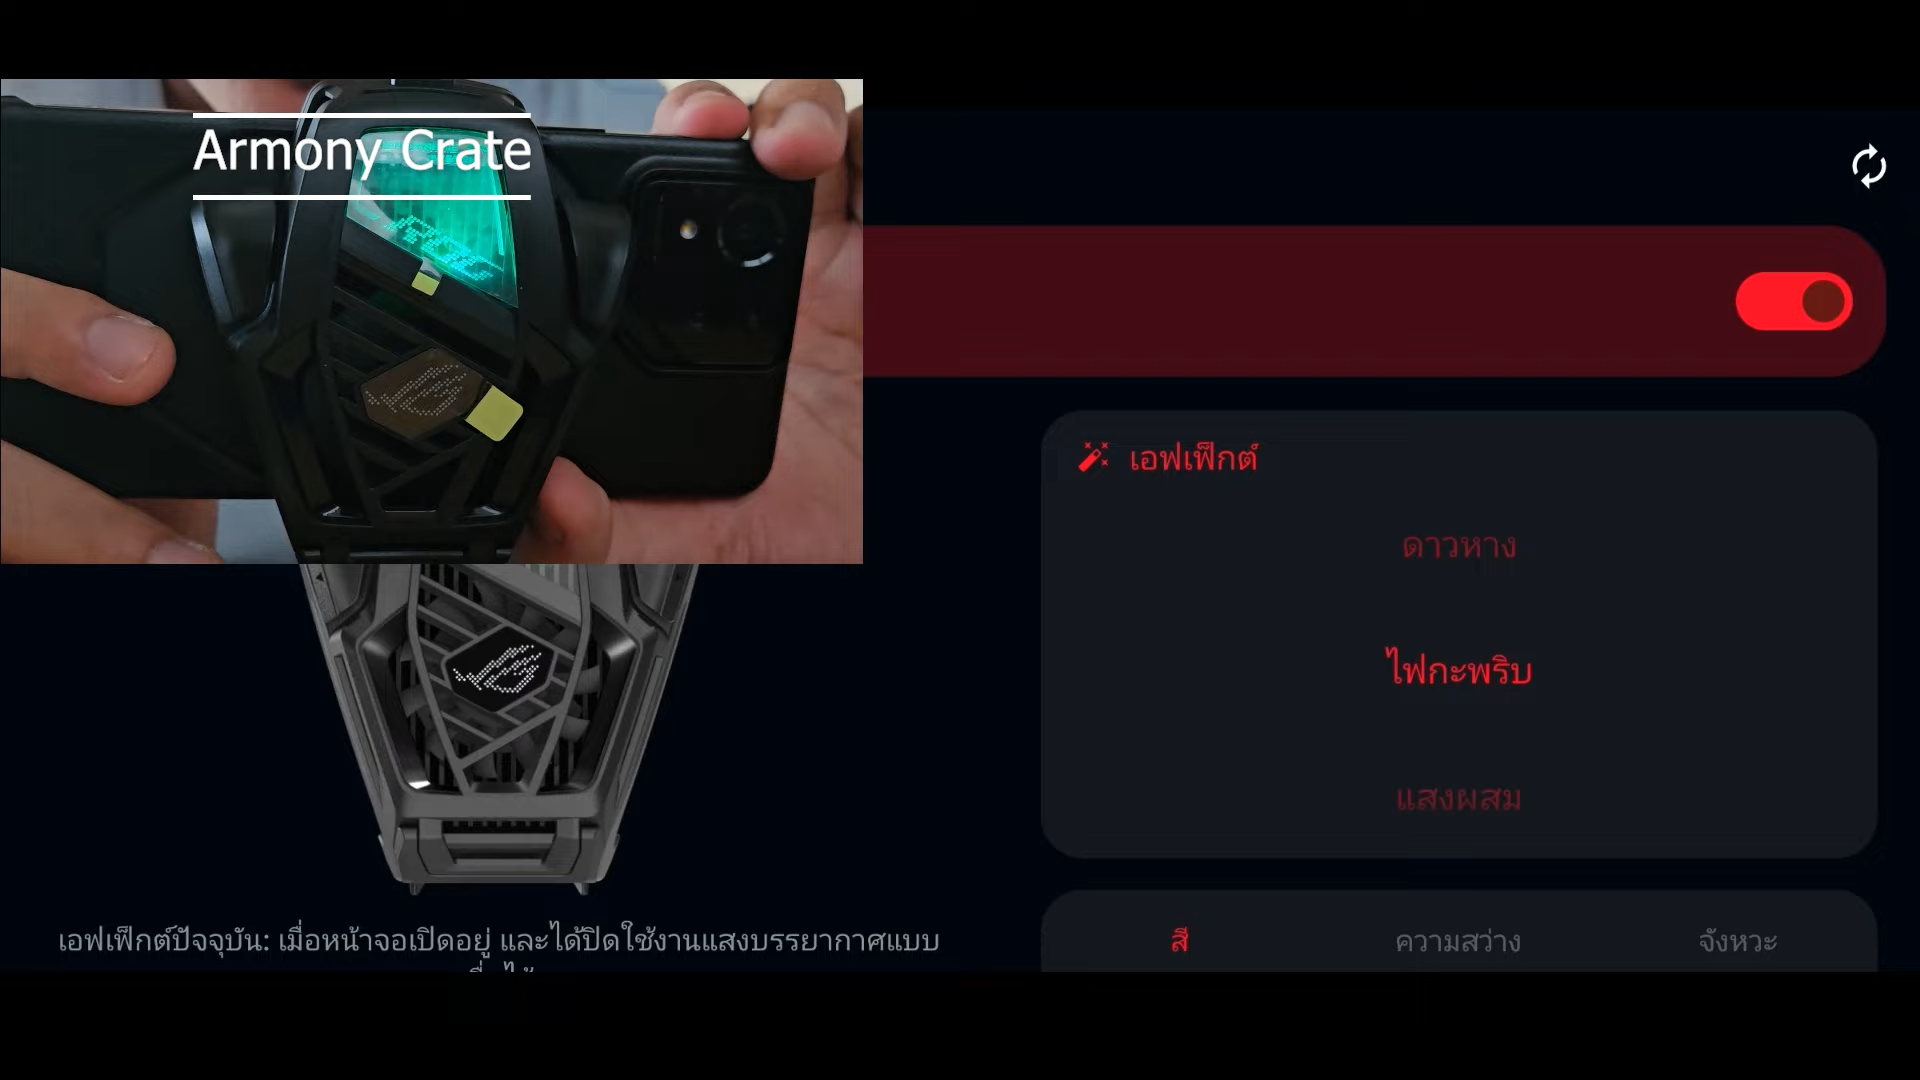 Armony Crate
เอฟเฟ็กต์
ดาวหาง
ไฟกะพริบ
แสงผสม
สี ความสว่าง จังหวะ
เอฟเฟ็กต์ปัจจุบัน: เมื่อหน้าจอเปิดอยู่ และได้ปิดใช้งานแสงบรรยากาศแบบ